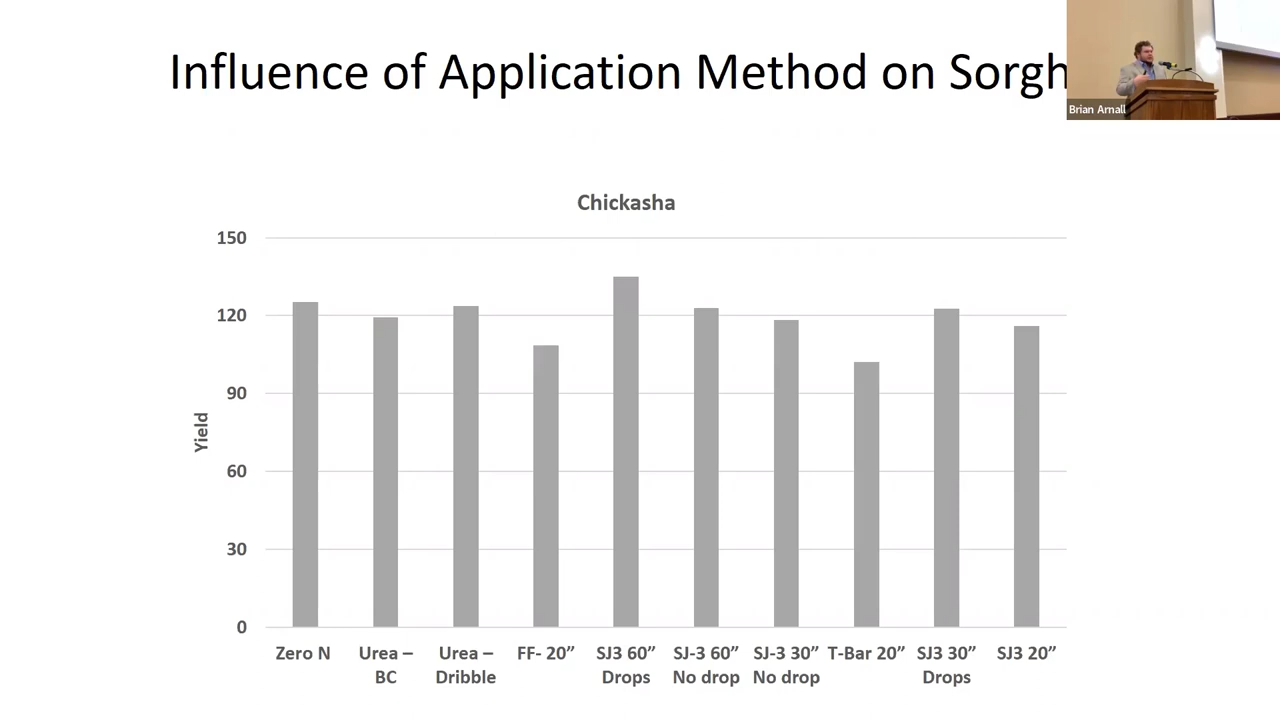 Influence of Application Method on Sorgh
Brian Arnall
Chickasha
150
120
90
60
30
0
Yield
Zero N
Urea –
BC
Urea –
Dribble
FF- 20”
SJ3 60”
Drops
SJ-3 60”
No drop
SJ-3 30”
No drop
T-Bar 20”
SJ3 30”
Drops
SJ3 20”